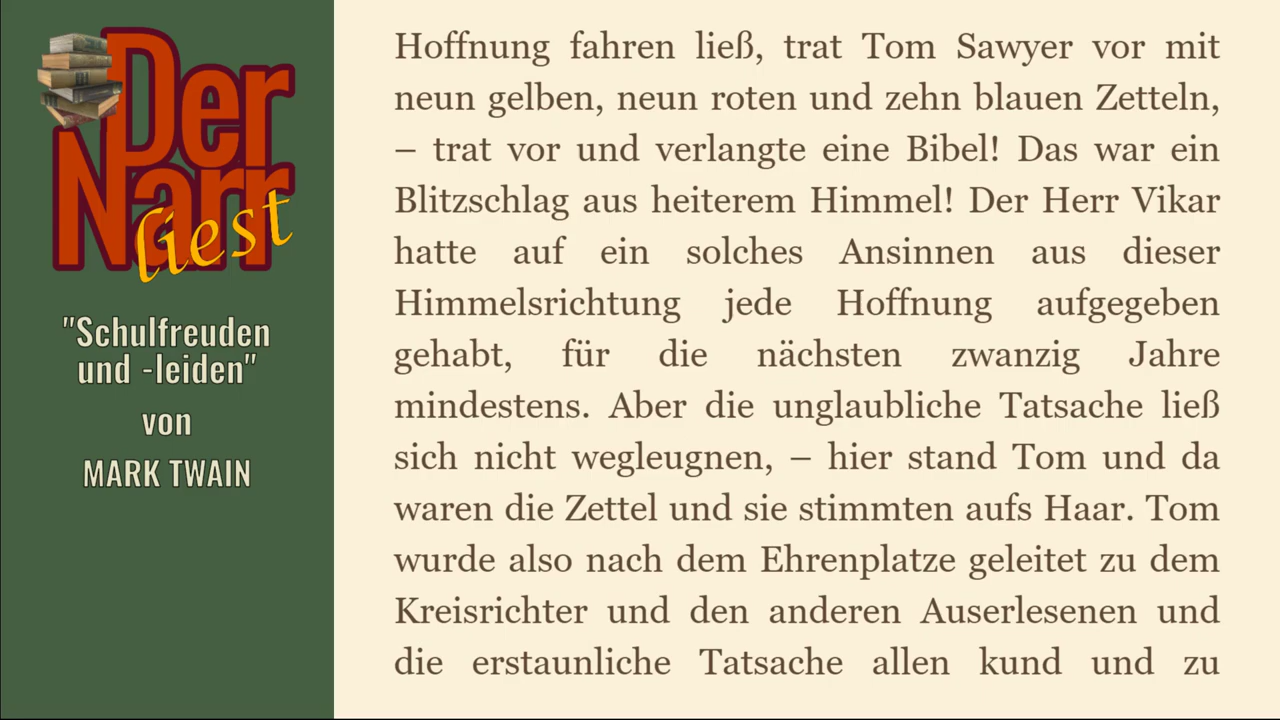 Der
Narr
liest
"Schulfreuden
und -leiden"
von
MARK TWAIN
Hoffnung fahren ließ, trat Tom Sawyer vor mit
neun gelben, neun roten und zehn blauen Zetteln,
– trat vor und verlangte eine Bibel! Das war ein
Blitzschlag aus heiterem Himmel! Der Herr Vikar
hatte auf ein solches Ansinnen aus dieser
Himmelsrichtung jede Hoffnung aufgegeben
gehabt, für die nächsten zwanzig Jahre
mindestens. Aber die unglaubliche Tatsache ließ
sich nicht wegleugnen, – hier stand Tom und da
waren die Zettel und sie stimmten aufs Haar. Tom
wurde also nach dem Ehrenplatze geleitet zu dem
Kreisrichter und den anderen Auserlesenen und
die erstaunliche Tatsache allen kund und zu